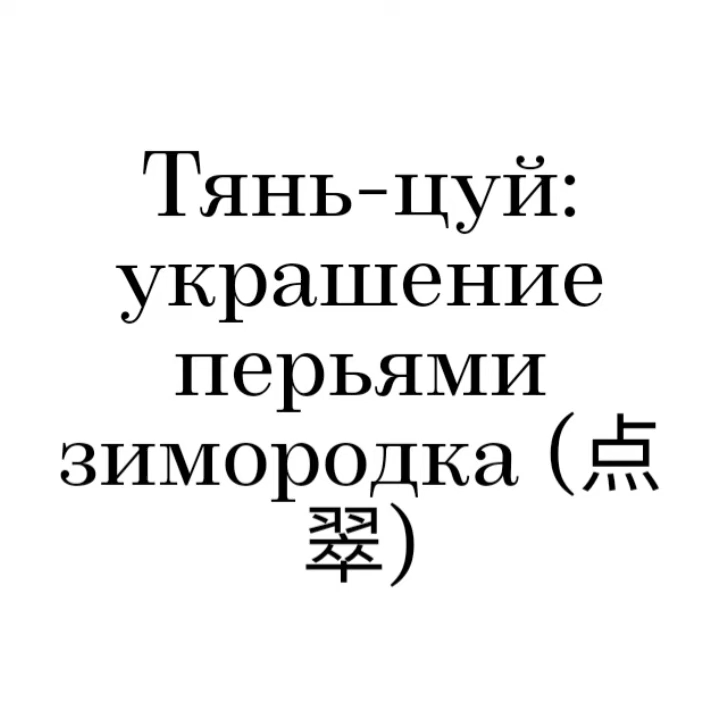 Тянь-цуй:
украшение
перьями
зимородка (点
翠)